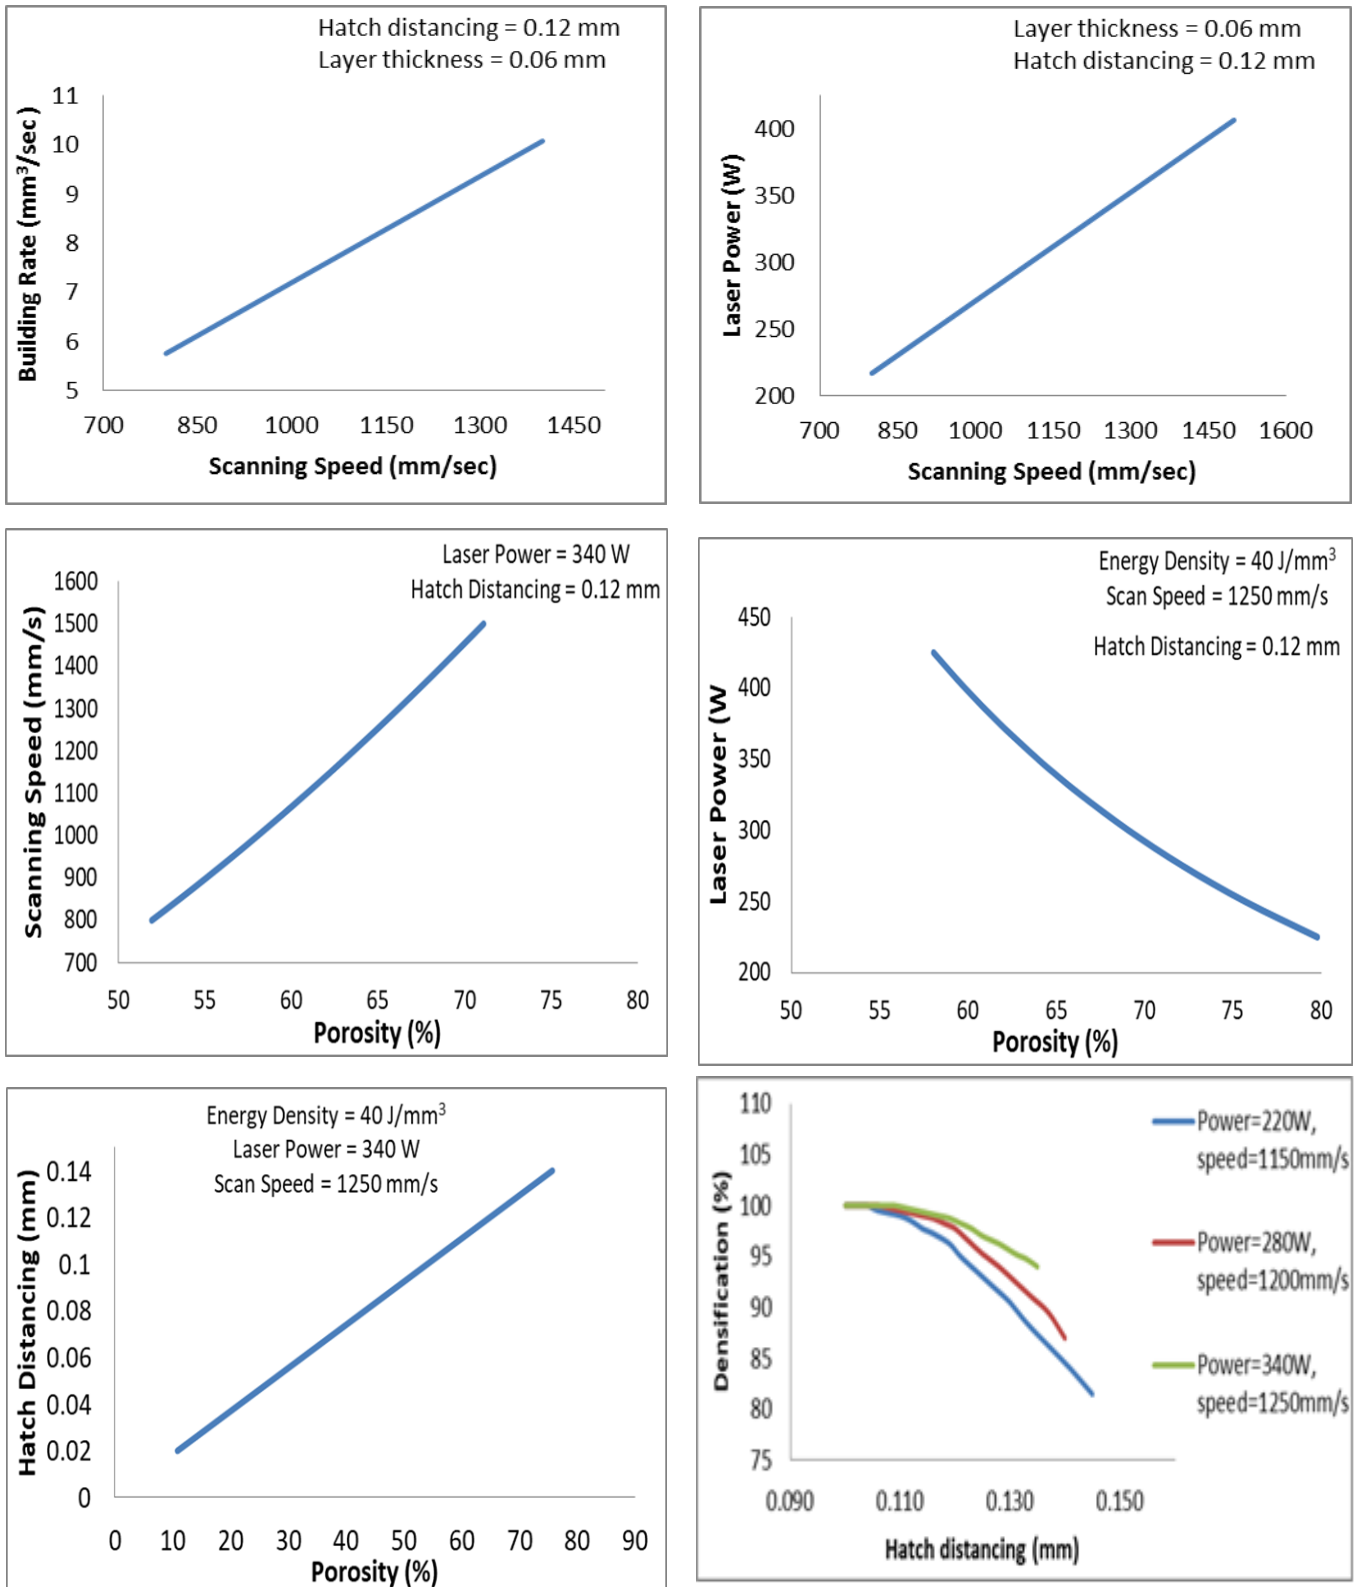 Hatch distancing = 0.12 mm
Layer thickness = 0.06 mm
Building Rate (mm³/sec )
11
10
9
8
7
6
5
700 850 1000 1150 1300 1450
Scanning Speed (mm/sec)
Layer thickness = 0.06 mm
Hatch distancing = 0.12 mm
Laser Power (W)
400
350
300
250
200
700 850 1000 1150 1300 1450 1600
Scanning Speed (mm/sec)
Laser Power = 340 W
Hatch Distancing = 0.12 mm
Scanning Speed (mm/s)
1600
1500
1400
1300
1200
1100
1000
900
800
700
50 55 60 65 70 75 80
Porosity (%)
Energy Density = 40 J/mm³
Scan Speed = 1250 mm/s
Hatch Distancing = 0.12 mm
Laser Power (W
450
400
350
300
250
200
50 55 60 65 70 75 80
Porosity (%)
Energy Density = 40 J/mm³
Laser Power = 340 W
Scan Speed = 1250 mm/s
Hatch Distancing (mm)
0.14
0.12
0.1
0.08
0.06
0.04
0.02
0
0 10 20 30 40 50 60 70 80 90
Porosity (%)
Densification (%)
110
105
100
95
90
85
80
75
0.090 0.110 0.130 0.150
Hatch distancing (mm)
Power=220W,
speed=1150mm/s
Power=280W,
speed=1200mm/s
Power=340W,
speed=1250mm/s